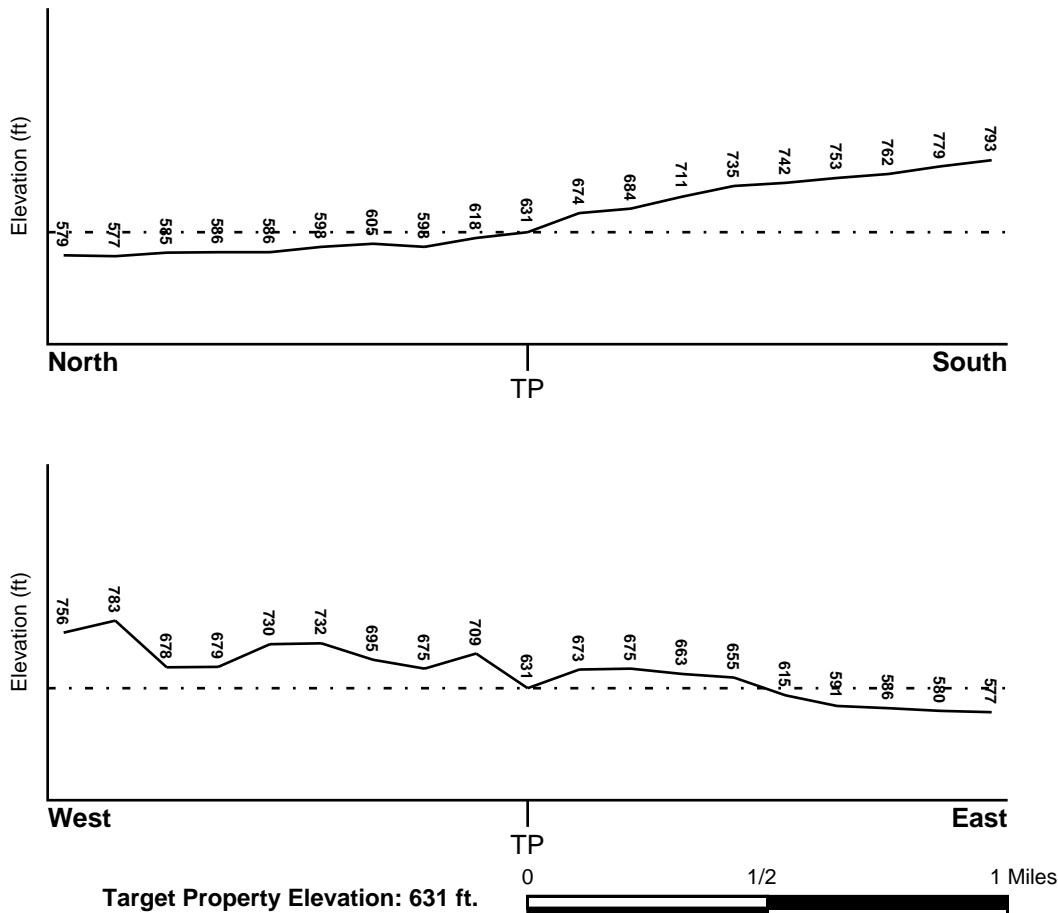 Elevation (ft)
579 577 585 586 586 598 605 598 618 631 674 684 711 735 742 753 762 779 793
North South
TP
Elevation (ft)
756 783 678 679 730 732 695 675 709 631 673 675 663 655 615 591 586 580 577
West East
TP
Target Property Elevation: 631 ft.
0 1/2 1 Miles